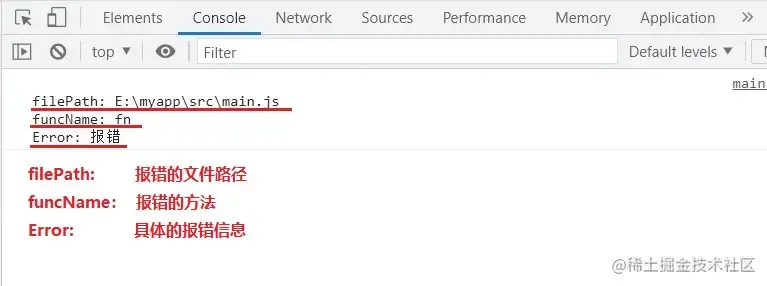 Elements Console Network Sources Performance Memory Application »
top ▼ Filter Default levels ▼
main
filePath: E:\myapp\src\main.js
funcName: fn
Error: 报错
filePath: 报错的文件路径
funcName: 报错的方法
Error: 具体的报错信息
@稀土掘金技术社区